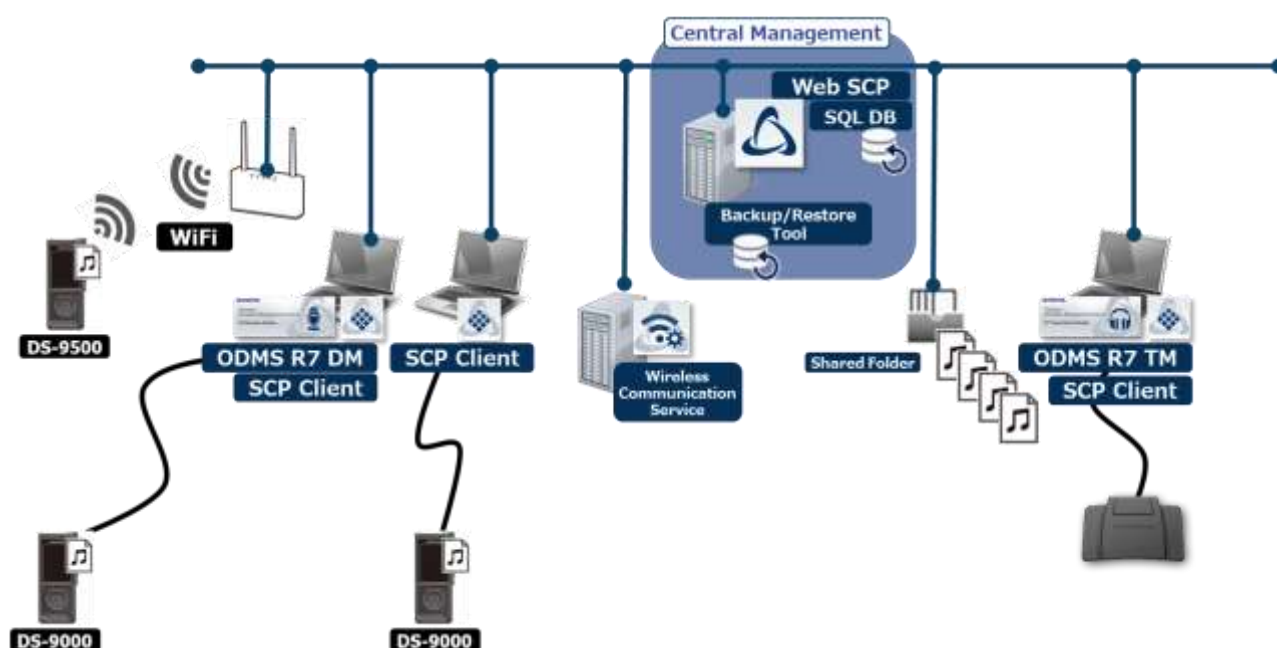 Central Management
Web SCP
SQL DB
Backup/Restore
Tool
WiFi
DS-9500
ODMS R7 DM
SCP Client
SCP Client
Wireless
Communication
Service
Shared Folder
ODMS R7 TM
SCP Client
DS-9000
DS-9000